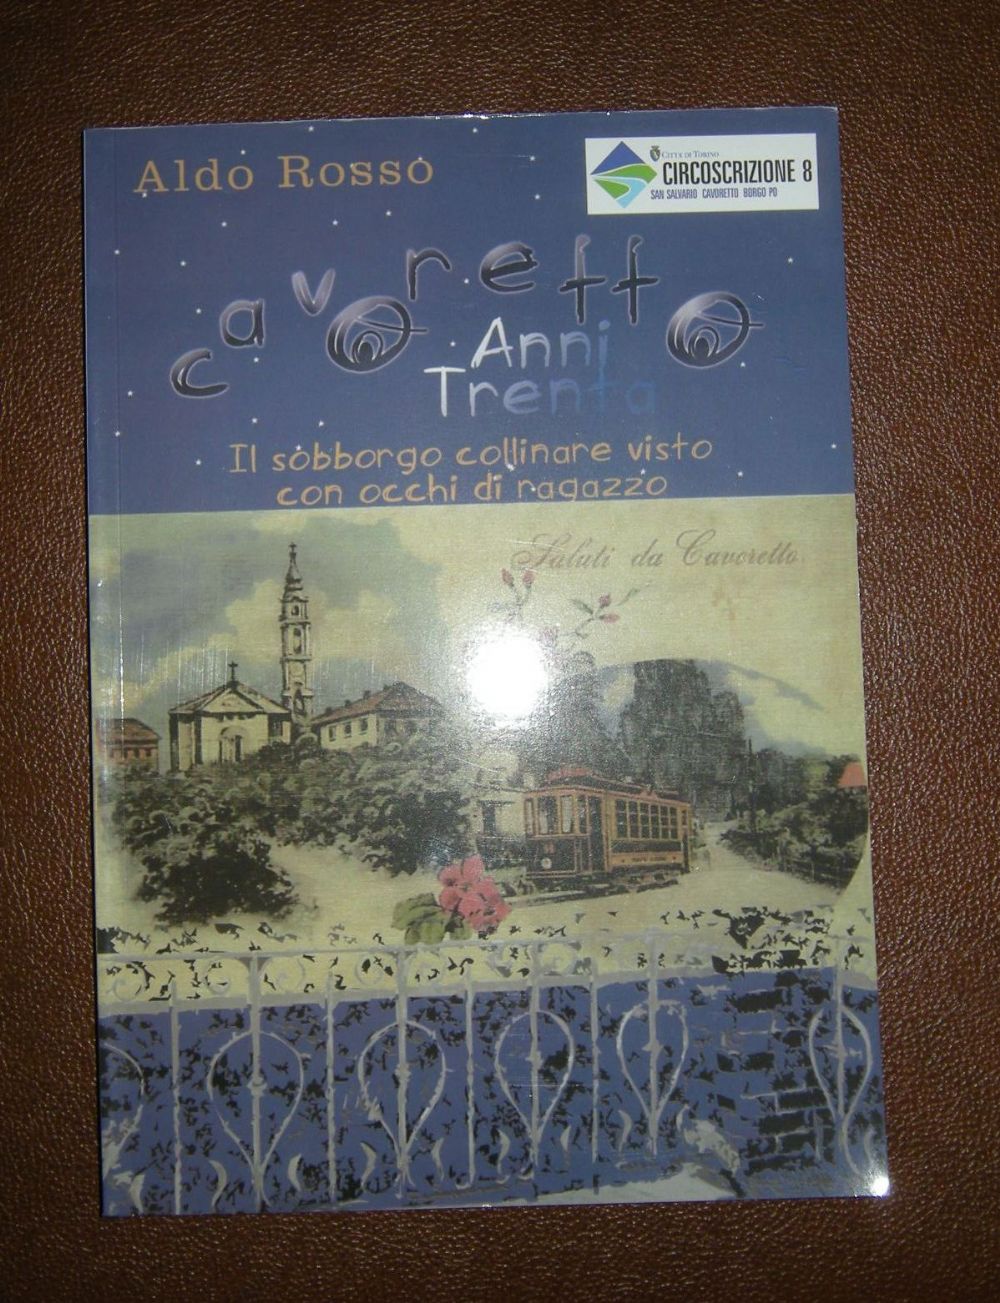 Aldo Rosso
CITTÀ DI TORINO
CIRCOSCRIZIONE 8
SAN SALVARIO CAVORETTO BORGO PO
cavoretto
Anni
Trenta
Il sobborgo collinare visto
con occhi di ragazzo
Saluti da Cavoretto.